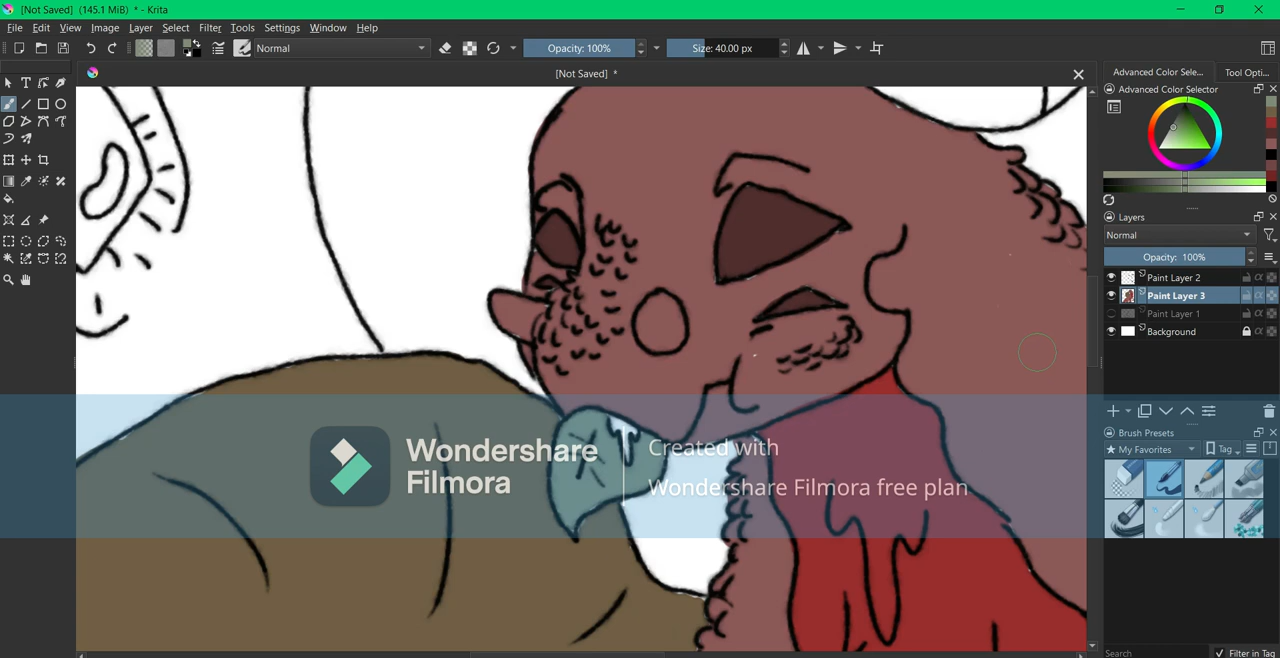 [Not Saved] (145.1 MiB) * - Krita
File Edit View Image Layer Select Filter Tools Settings Window Help
Normal
Opacity: 100%
Size: 40.00 px
[Not Saved] *
Advanced Color Sele...
Tool Opti...
Advanced Color Selector
Layers
Normal
Opacity: 100%
Paint Layer 2
Paint Layer 3
Paint Layer 1
Background
Brush Presets
My Favorites
Tag
Wondershare
Filmora
Created with
Wondershare Filmora free plan
Search
Filter in Tag